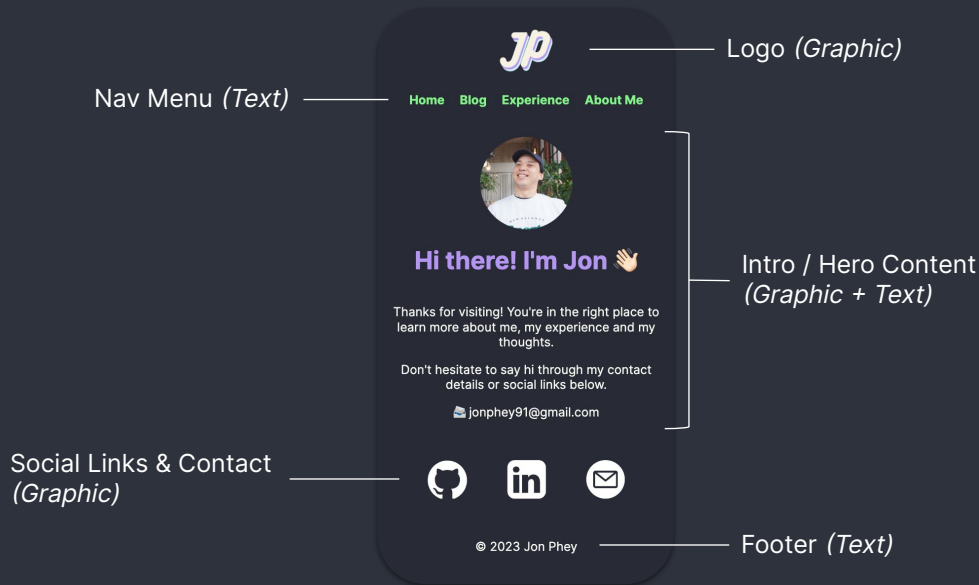 JP
Logo (Graphic)
Nav Menu (Text)
Home Blog Experience About Me
Hi there! I'm Jon 👋🏻
Intro / Hero Content
(Graphic + Text)
Thanks for visiting! You're in the right place to
learn more about me, my experience and my
thoughts.
Don't hesitate to say hi through my contact
details or social links below.
📨 jonphey91@gmail.com
Social Links & Contact
(Graphic)
in
© 2023 Jon Phey
Footer (Text)